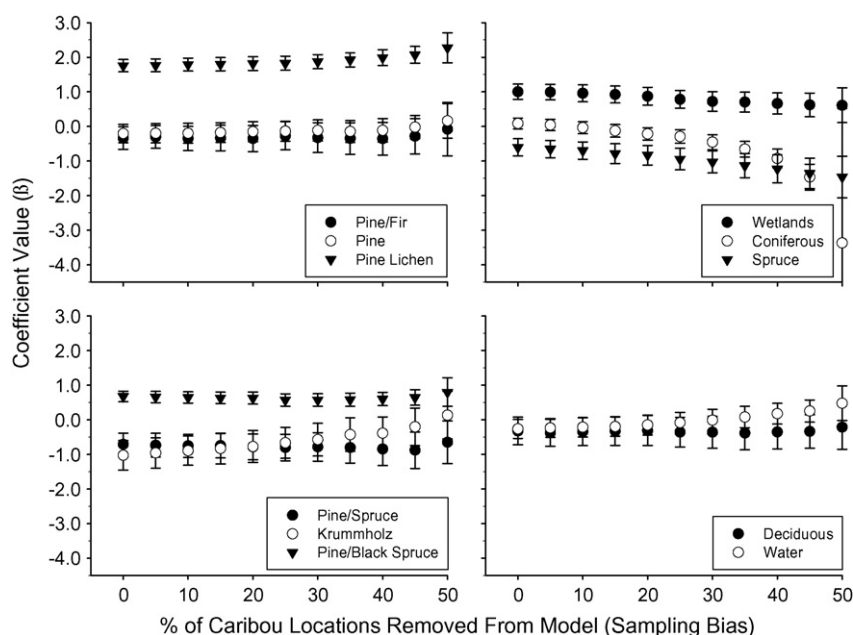 3.0
2.0
1.0
0.0
-1.0
-2.0
-3.0
-4.0
Pine/Fir
Pine
Pine Lichen
Wetlands
Coniferous
Spruce
Coefficient Value (ß)
3.0
2.0
1.0
0.0
-1.0
-2.0
-3.0
-4.0
Pine/Spruce
Krummholz
Pine/Black Spruce
Deciduous
Water
0 10 20 30 40 50
0 10 20 30 40 50
% of Caribou Locations Removed From Model (Sampling Bias)